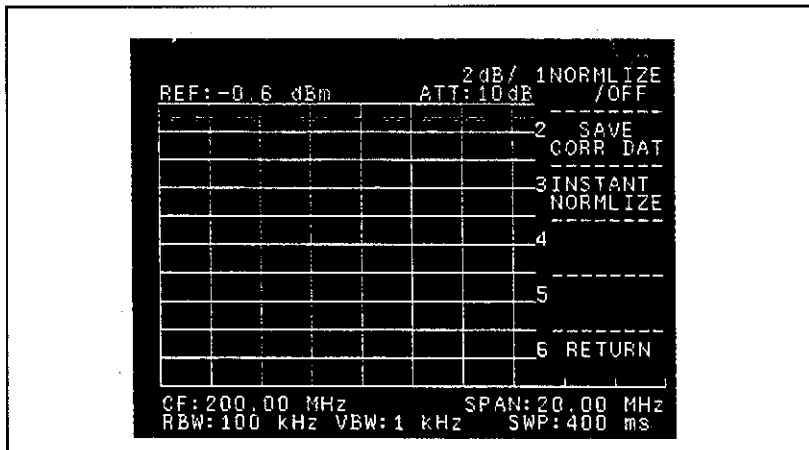 2dB/ 1NORMLIZE
REF:-0.6 dBm ATT:10dB /OFF
2 SAVE
CORR DAT
3INSTANT
NORMLIZE
4
5
6 RETURN
CF:200.00 MHz SPAN:20.00 MHz
RBW:100 kHz VBW:1 kHz SWP:400 ms